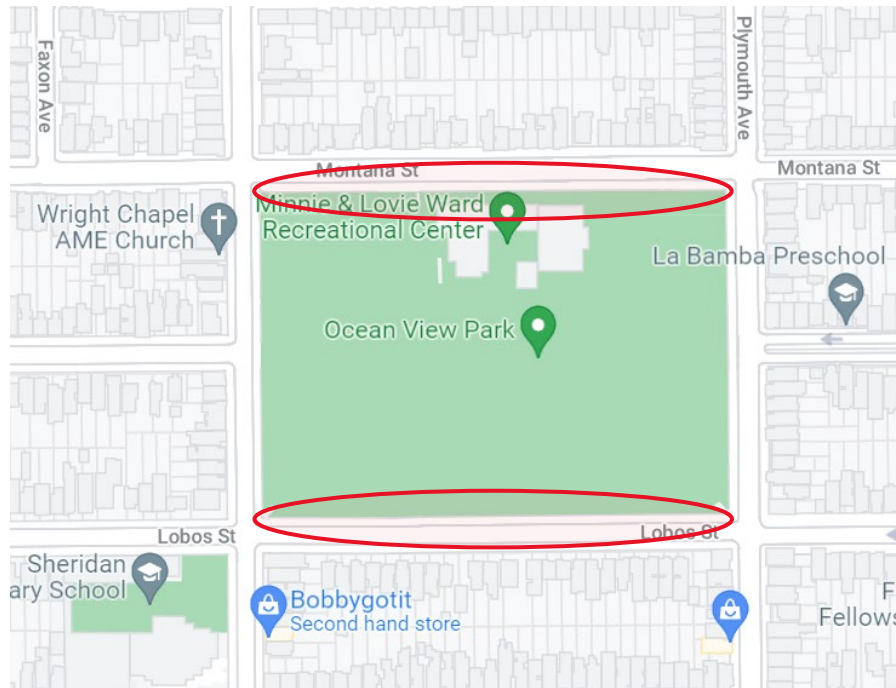 Faxon Ave
Plymouth Ave
Montana St
Montana St
Minnie & Lovie Ward
Recreational Center
Wright Chapel
AME Church
La Bamba Preschool
Ocean View Park
Lobos St
Lobos St
Sheridan
ary School
Bobbygotit
Second hand store
F
Fellows